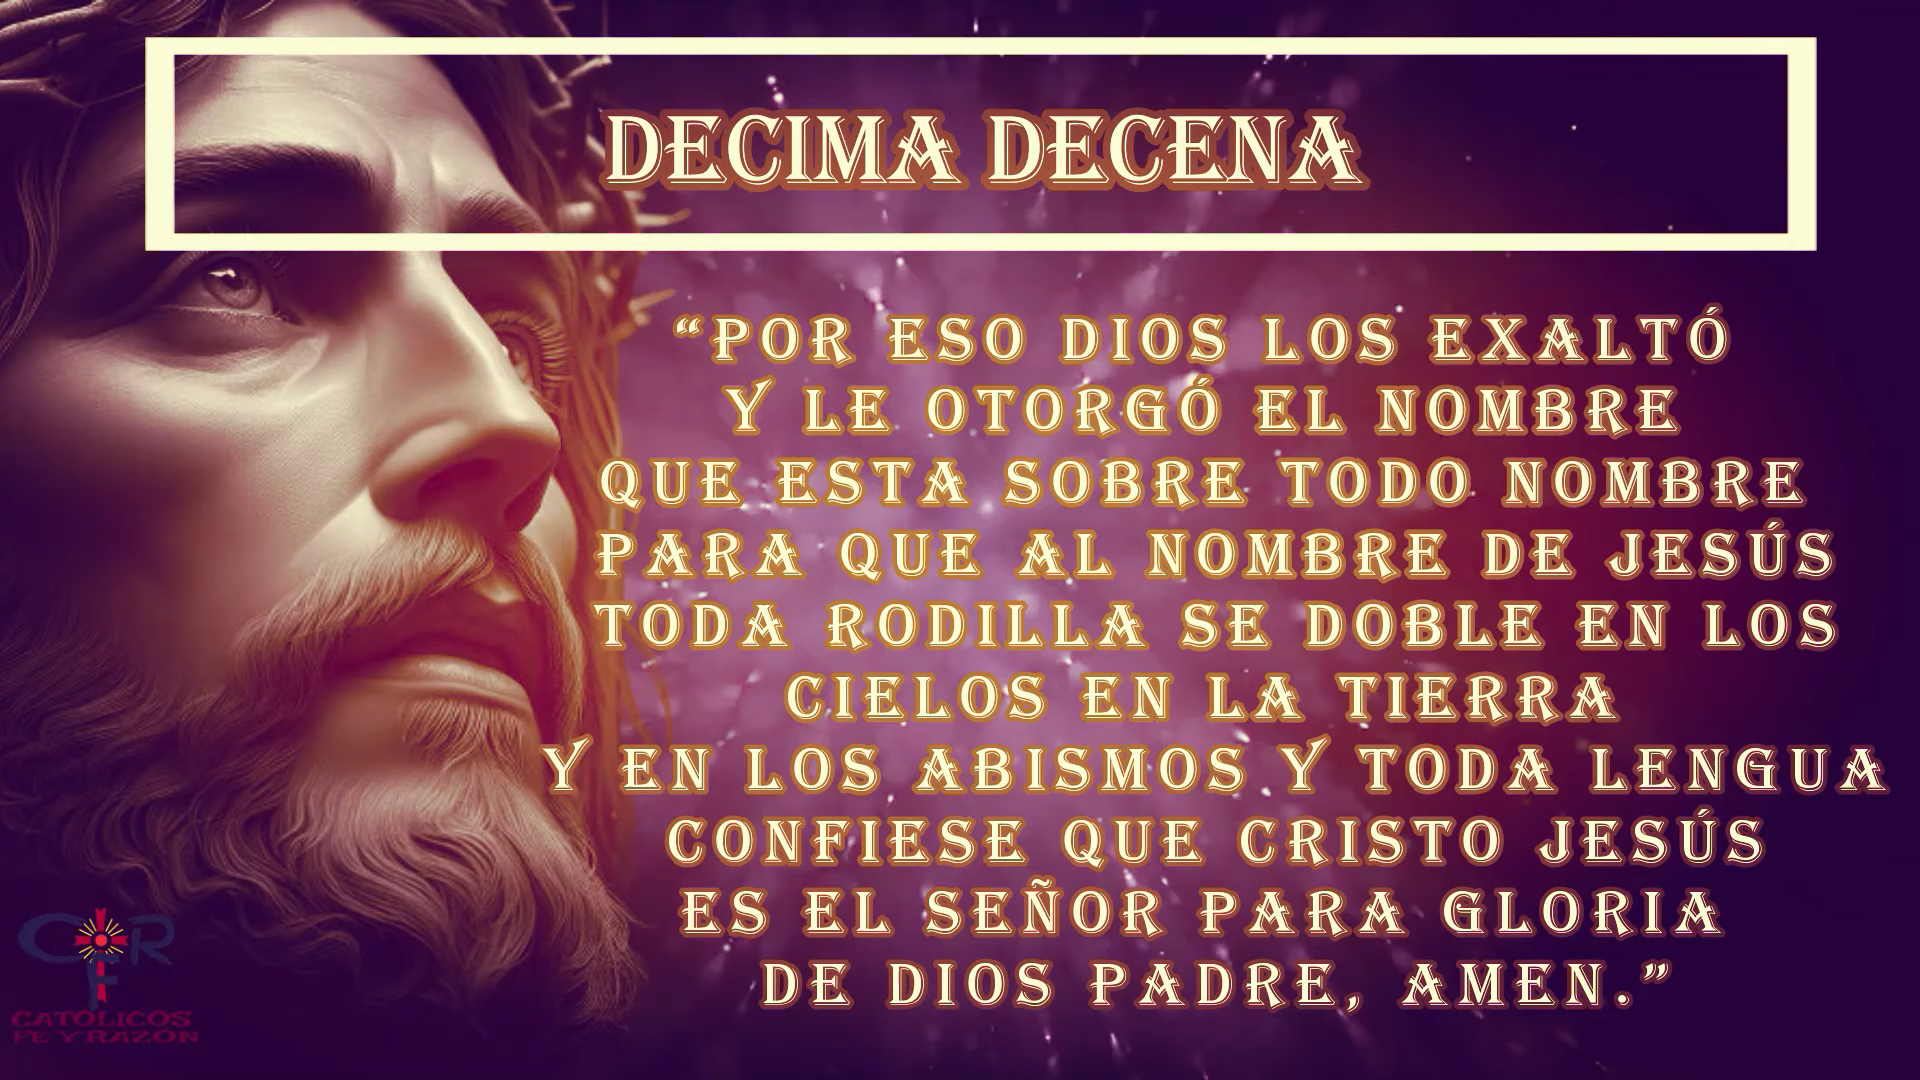 DECIMA DECENA
“POR ESO DIOS LOS EXALTÓ
Y LE OTORGÓ EL NOMBRE
QUE ESTA SOBRE TODO NOMBRE
PARA QUE AL NOMBRE DE JESÚS
TODA RODILLA SE DOBLE EN LOS
CIELOS EN LA TIERRA
Y EN LOS ABISMOS Y TODA LENGUA
CONFIESE QUE CRISTO JESÚS
ES EL SEÑOR PARA GLORIA
DE DIOS PADRE, AMEN.”
C R
F
CATOLICOS
FE Y RAZON